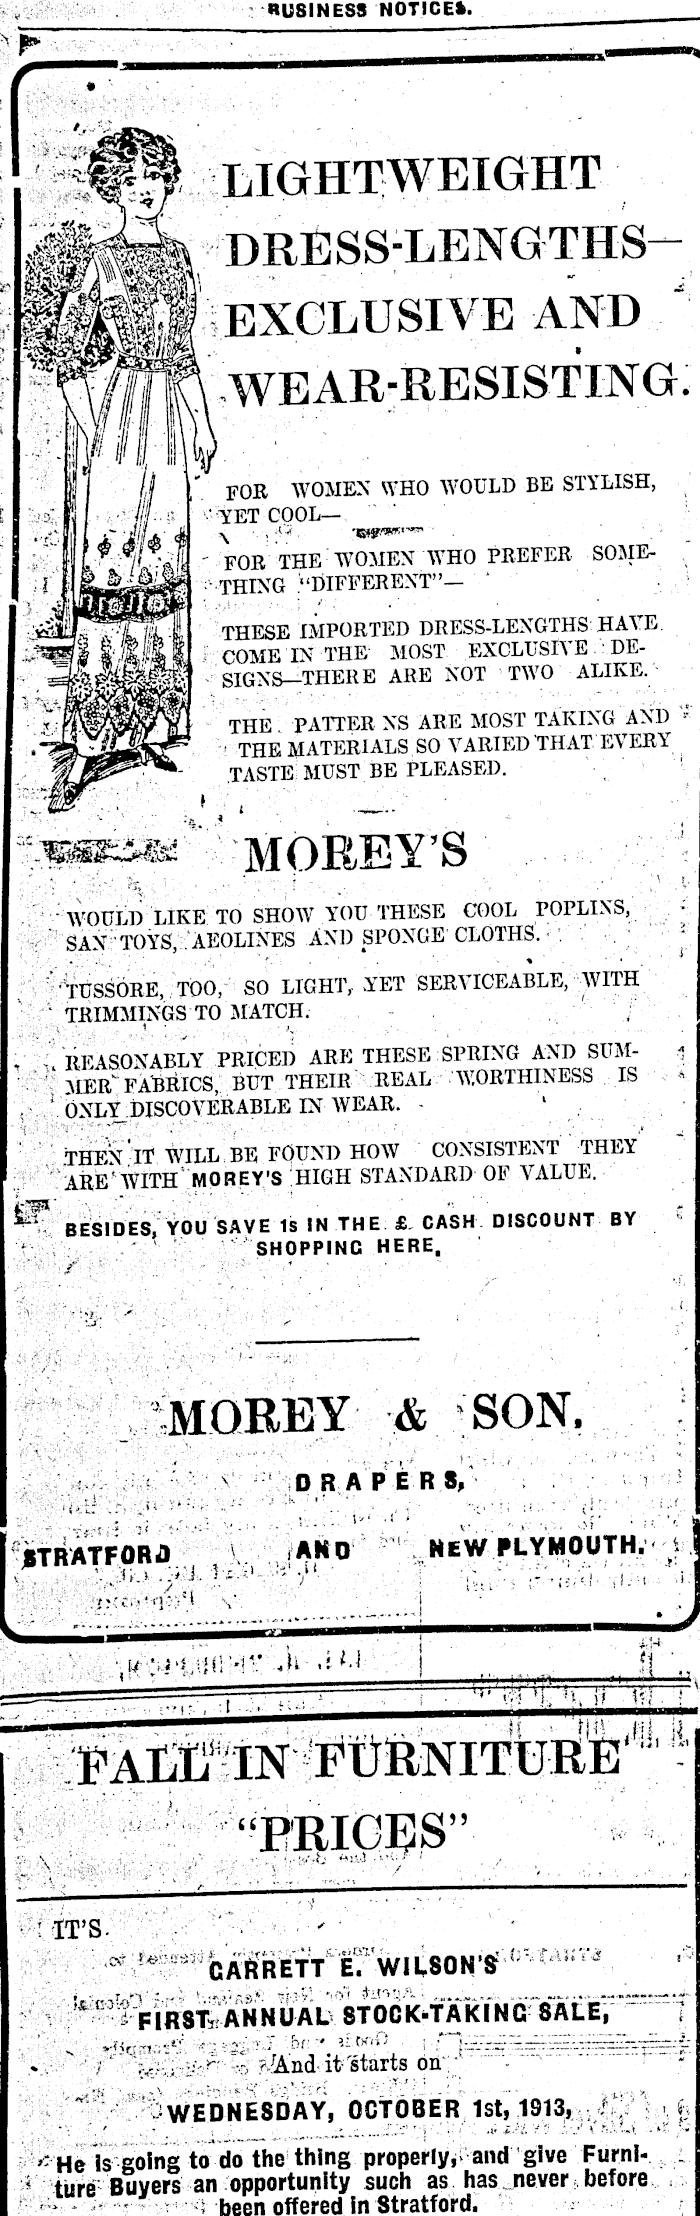 BUSINESS NOTICES.
LIGHTWEIGHT
DRESS-LENGTHS—
EXCLUSIVE AND
WEAR-RESISTING.
FOR WOMEN WHO WOULD BE STYLISH,
YET COOL—
FOR THE WOMEN WHO PREFER SOME-
THING "DIFFERENT"—
THESE IMPORTED DRESS-LENGTHS HAVE
COME IN THE MOST EXCLUSIVE DE-
SIGNS—THERE ARE NOT TWO ALIKE.
THE PATTERNS ARE MOST TAKING AND
THE MATERIALS SO VARIED THAT EVERY
TASTE MUST BE PLEASED.
MOREY'S
WOULD LIKE TO SHOW YOU THESE COOL POPLINS,
SAN TOYS, AEOLINES AND SPONGE CLOTHS.
TUSSORE, TOO, SO LIGHT, YET SERVICEABLE, WITH
TRIMMINGS TO MATCH.
REASONABLY PRICED ARE THESE SPRING AND SUM-
MER FABRICS, BUT THEIR REAL WORTHINESS IS
ONLY DISCOVERABLE IN WEAR.
THEN IT WILL BE FOUND HOW CONSISTENT THEY
ARE WITH MOREY'S HIGH STANDARD OF VALUE.
BESIDES, YOU SAVE 1s IN THE £ CASH DISCOUNT BY
SHOPPING HERE.
MOREY & SON,
DRAPERS,
STRATFORD AND NEW PLYMOUTH.
FALL IN FURNITURE
"PRICES"
IT'S
GARRETT E. WILSON'S
FIRST ANNUAL STOCK-TAKING SALE,
And it starts on
WEDNESDAY, OCTOBER 1st, 1913,
He is going to do the thing properly, and give Furni-
ture Buyers an opportunity such as has never before
been offered in Stratford.